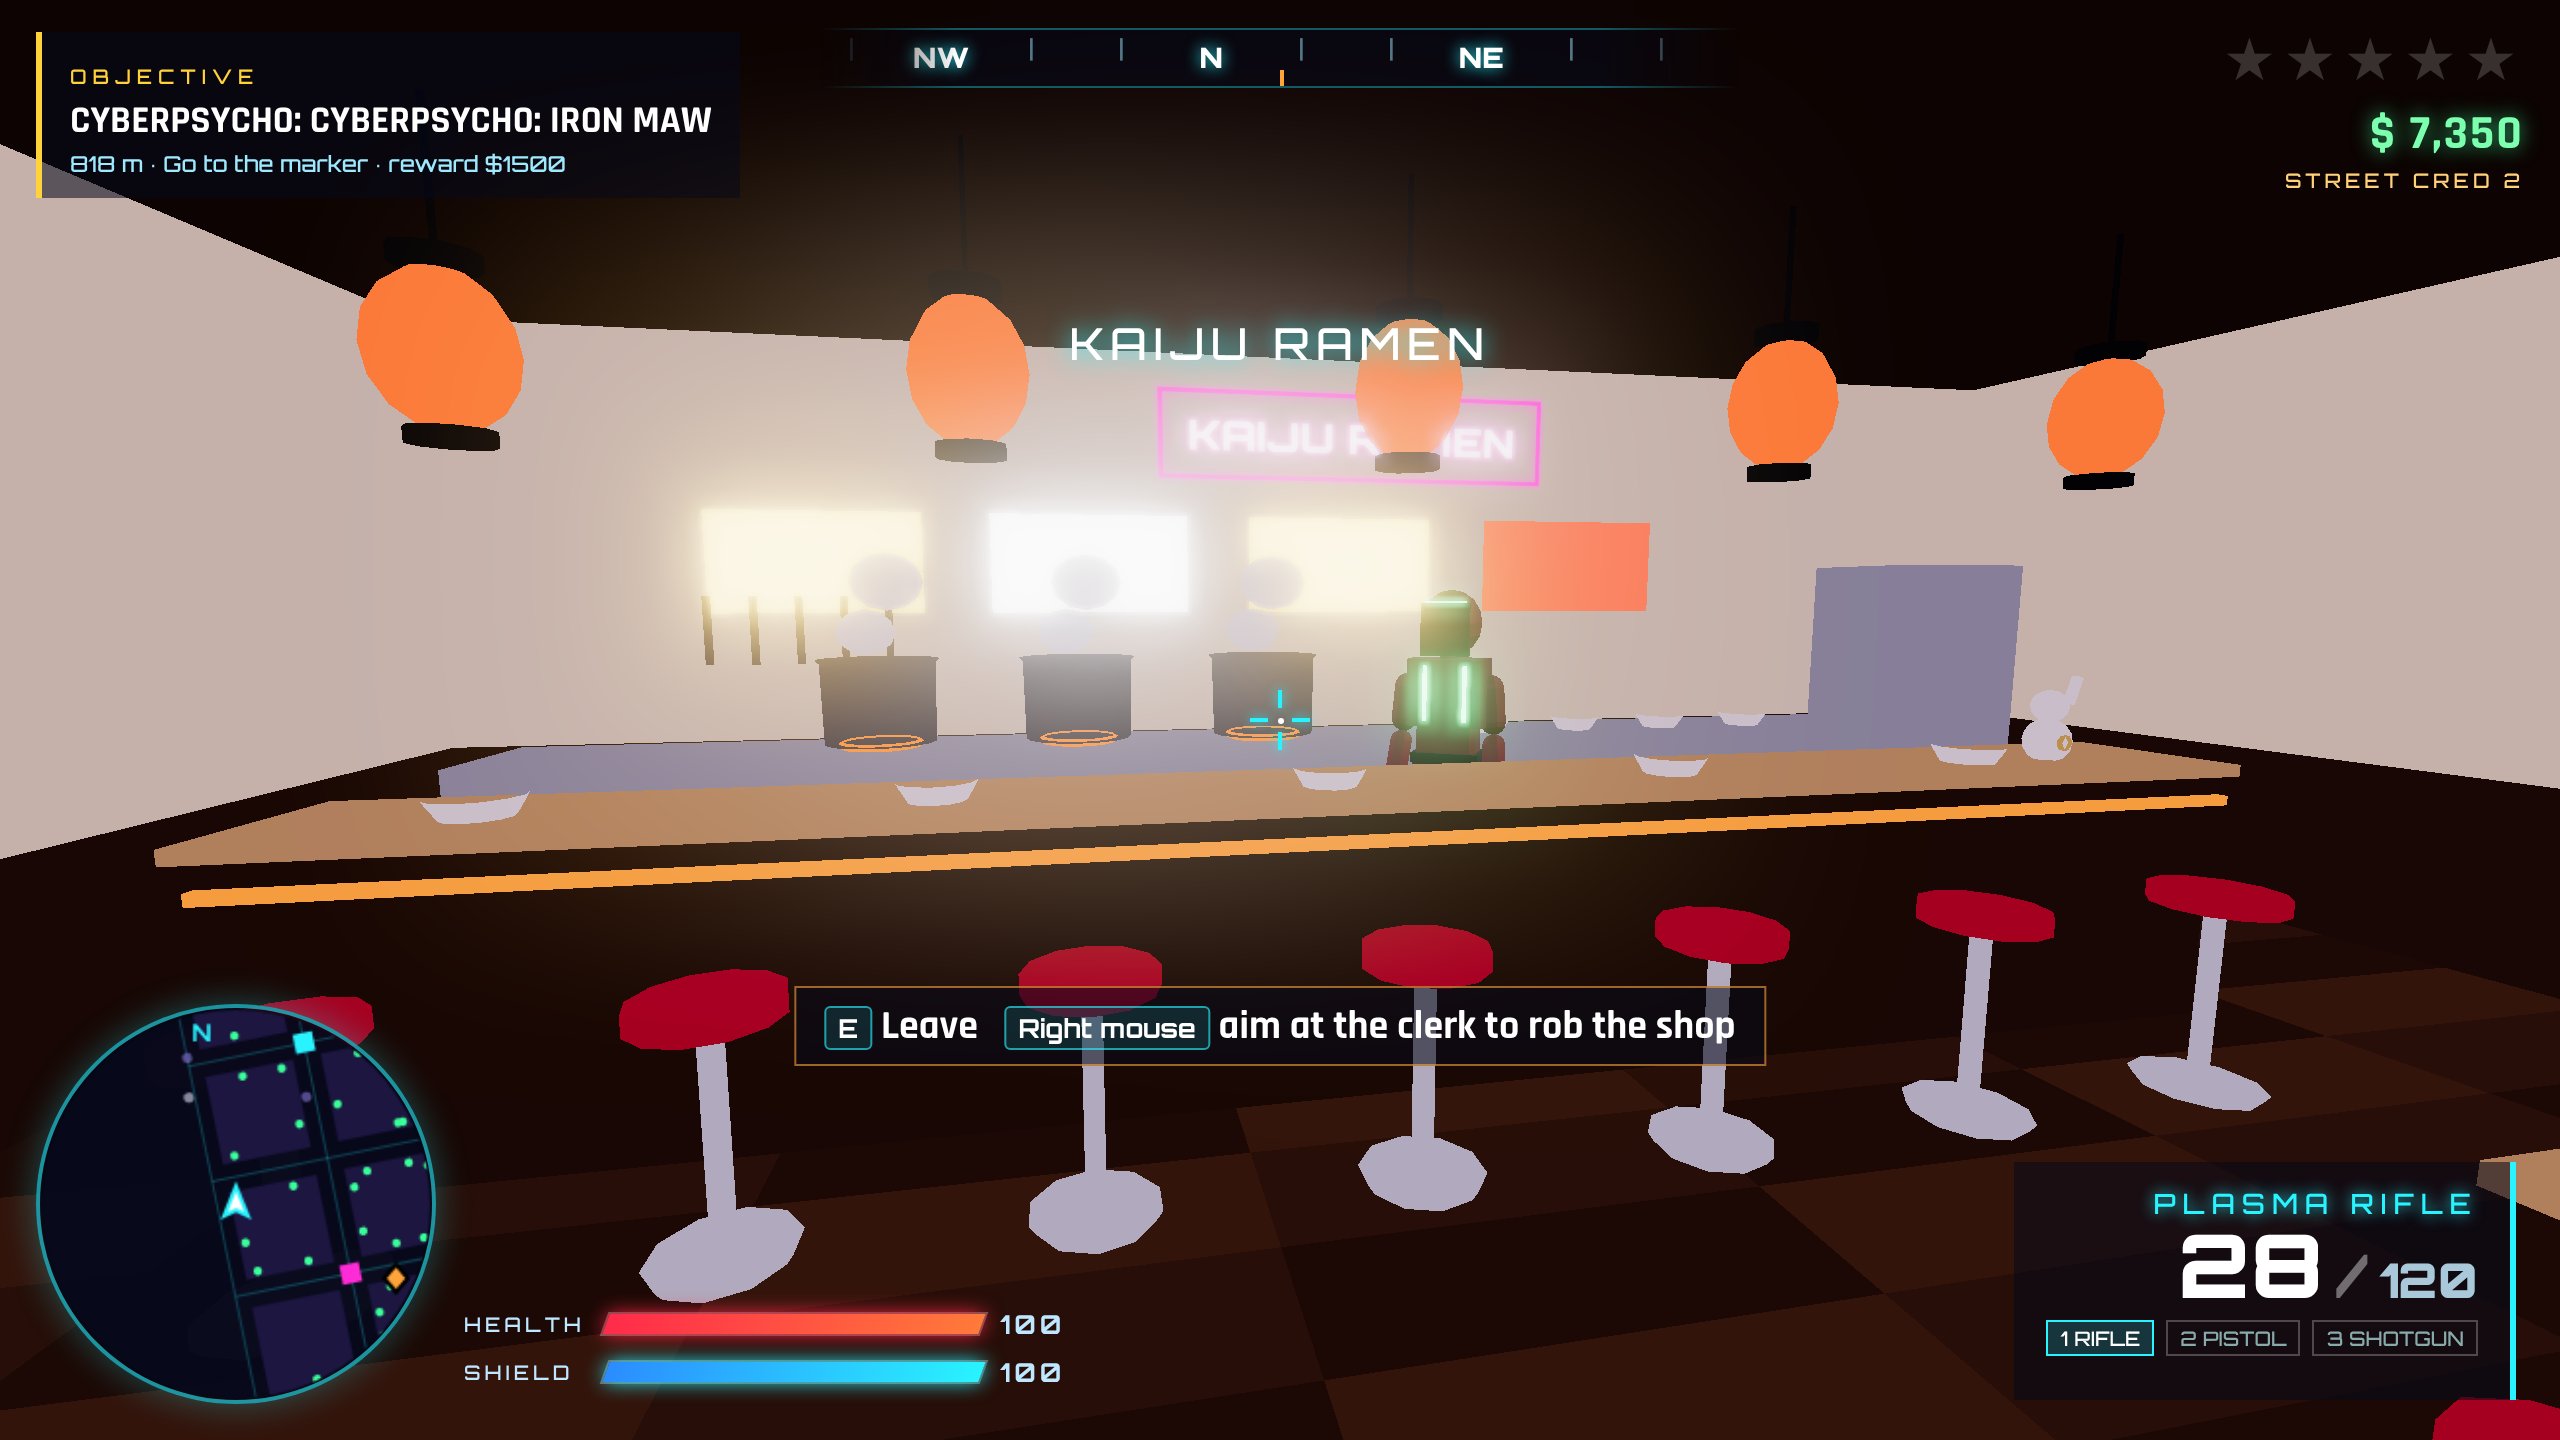 OBJECTIVE
CYBERPSYCHO: CYBERPSYCHO: IRON MAW
818 m · Go to the marker · reward $1500
NW N NE
$ 7,350
STREET CRED 2
KAIJU RAMEN
KAIJU RAMEN
E Leave Right mouse aim at the clerk to rob the shop
N
HEALTH 100
SHIELD 100
PLASMA RIFLE
28 / 120
1 RIFLE 2 PISTOL 3 SHOTGUN